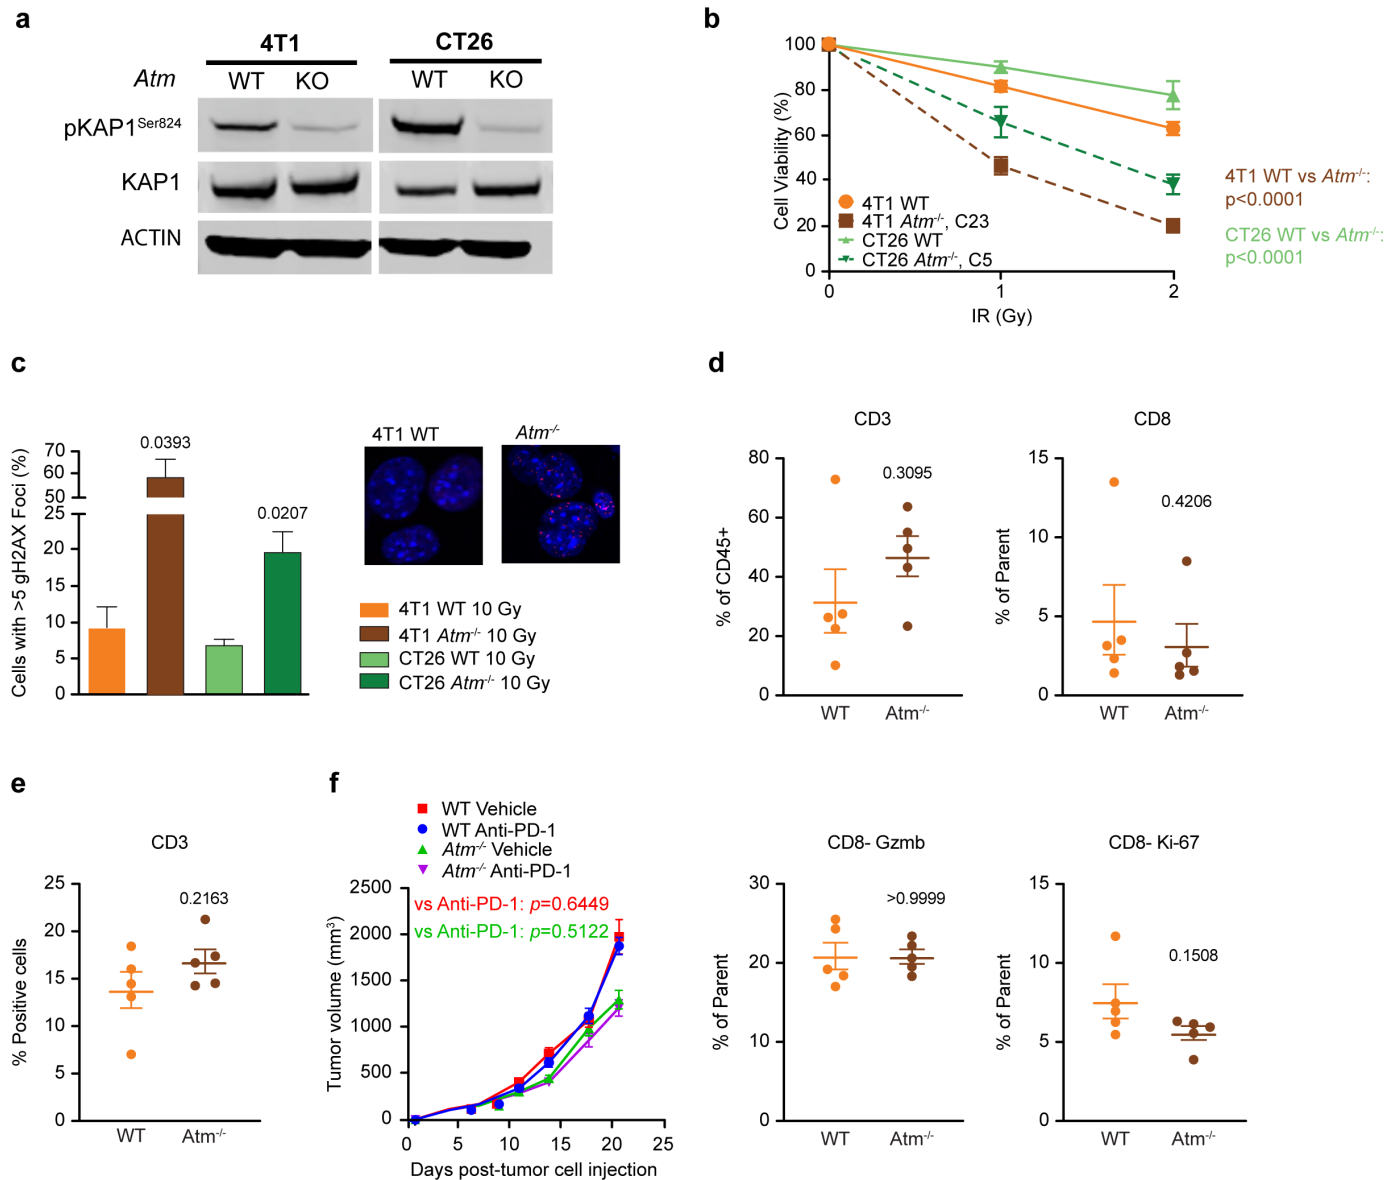 a
4T1
CT26
Atm
WT
KO
WT
KO
pKAP1Ser824
KAP1
ACTIN
b
Cell Viability (%)
100
80
60
40
20
0
0
1
2
IR (Gy)
4T1 WT
4T1 Atm-/-, C23
CT26 WT
CT26 Atm-/-, C5
4T1 WT vs Atm-/-:
p<0.0001
CT26 WT vs Atm-/-:
p<0.0001
c
Cells with >5 gH2AX Foci (%)
70
60
50
25
20
15
10
5
0
0.0393
0.0207
4T1 WT
Atm-/-
4T1 WT 10 Gy
4T1 Atm-/- 10 Gy
CT26 WT 10 Gy
CT26 Atm-/- 10 Gy
d
CD3
% of CD45+
80
60
40
20
0
0.3095
WT
Atm-/-
CD8
% of Parent
15
10
5
0
0.4206
WT
Atm-/-
e
CD3
% Positive cells
25
20
15
10
5
0
0.2163
WT
Atm-/-
f
WT Vehicle
WT Anti-PD-1
Atm-/- Vehicle
Atm-/- Anti-PD-1
Tumor volume (mm3)
2500
2000
1500
1000
500
0
vs Anti-PD-1: p=0.6449
vs Anti-PD-1: p=0.5122
0
5
10
15
20
25
Days post-tumor cell injection
CD8- Gzmb
% of Parent
30
20
10
0
>0.9999
WT
Atm-/-
CD8- Ki-67
% of Parent
15
10
5
0
0.1508
WT
Atm-/-